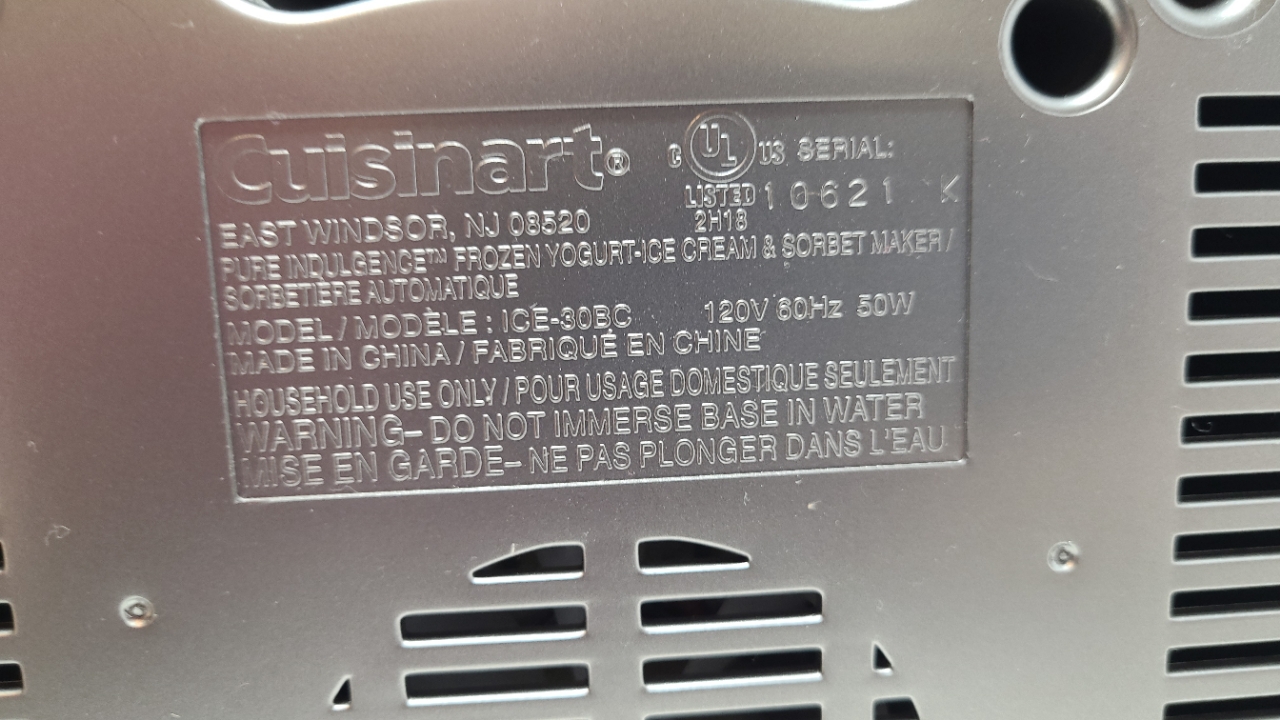 Cuisinart® C UL US SERIAL:
LISTED 10621 K
EAST WINDSOR, NJ 08520 2H18
PURE INDULGENCE™ FROZEN YOGURT-ICE CREAM & SORBET MAKER /
SORBETIÈRE AUTOMATIQUE
MODEL / MODÈLE : ICE-30BC 120V 60Hz 50W
MADE IN CHINA / FABRIQUÉ EN CHINE
HOUSEHOLD USE ONLY / POUR USAGE DOMESTIQUE SEULEMENT
WARNING– DO NOT IMMERSE BASE IN WATER
MISE EN GARDE– NE PAS PLONGER DANS L'EAU